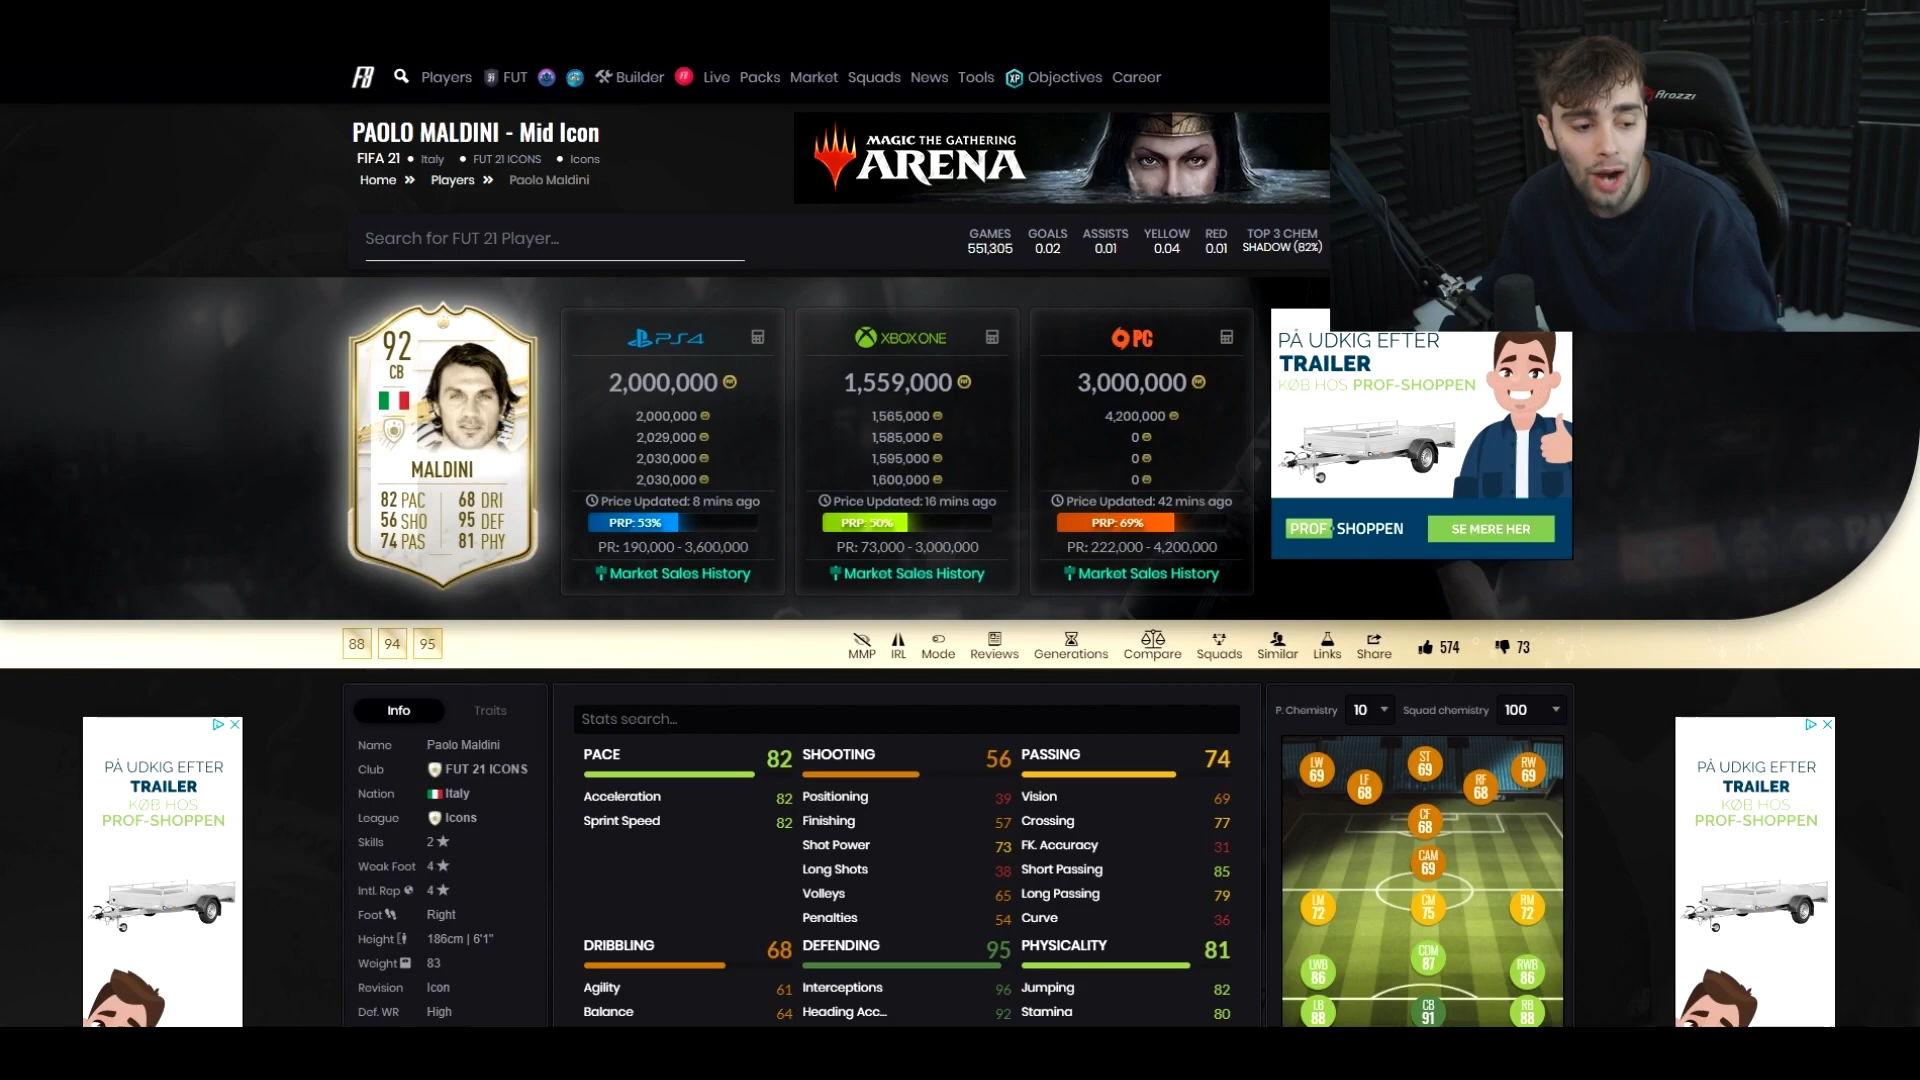 Players FUT Builder Live Packs Market Squads News Tools XP Objectives Career
PAOLO MALDINI - Mid Icon
FIFA 21 • Italy • FUT 21 ICONS • Icons
Home » Players » Paolo Maldini
MAGIC THE GATHERING
ARENA
Arozzi
Search for FUT 21 Player...
GAMES GOALS ASSISTS YELLOW RED TOP 3 CHEM
551,305 0.02 0.01 0.04 0.01 SHADOW (82%)
92
CB
MALDINI
82 PAC 68 DRI
56 SHO 95 DEF
74 PAS 81 PHY
PS4
2,000,000
2,000,000
2,029,000
2,030,000
2,030,000
Price Updated: 8 mins ago
PRP: 53%
PR: 190,000 - 3,600,000
Market Sales History
XBOX ONE
1,559,000
1,565,000
1,585,000
1,595,000
1,600,000
Price Updated: 16 mins ago
PRP: 50%
PR: 73,000 - 3,000,000
Market Sales History
PC
3,000,000
4,200,000
0
0
0
Price Updated: 42 mins ago
PRP: 69%
PR: 222,000 - 4,200,000
Market Sales History
PÅ UDKIG EFTER
TRAILER
KØB HOS PROF-SHOPPEN
PROF SHOPPEN SE MERE HER
88 94 95
MMP IRL Mode Reviews Generations Compare Squads Similar Links Share 574 73
PÅ UDKIG EFTER
TRAILER
KØB HOS
PROF-SHOPPEN
Info Traits
Name Paolo Maldini
Club FUT 21 ICONS
Nation Italy
League Icons
Skills 2★
Weak Foot 4★
Intl. Rep 4★
Foot Right
Height 186cm | 6'1"
Weight 83
Revision Icon
Def. WR High
Stats search...
PACE 82 SHOOTING 56 PASSING 74
Acceleration 82 Positioning 39 Vision 69
Sprint Speed 82 Finishing 57 Crossing 77
Shot Power 73 FK. Accuracy 31
Long Shots 38 Short Passing 85
Volleys 65 Long Passing 79
Penalties 54 Curve 36
DRIBBLING 68 DEFENDING 95 PHYSICALITY 81
Agility 61 Interceptions 96 Jumping 82
Balance 64 Heading Acc... 92 Stamina 80
P. Chemistry 10 Squad chemistry 100
LW 69
LF 68
ST 69
RF 68
RW 69
CF 68
CAM 69
LM 72
CM 75
RM 72
LWB 86
CDM 87
RWB 86
LB 88
CB 91
RB 88
PÅ UDKIG EFTER
TRAILER
KØB HOS
PROF-SHOPPEN